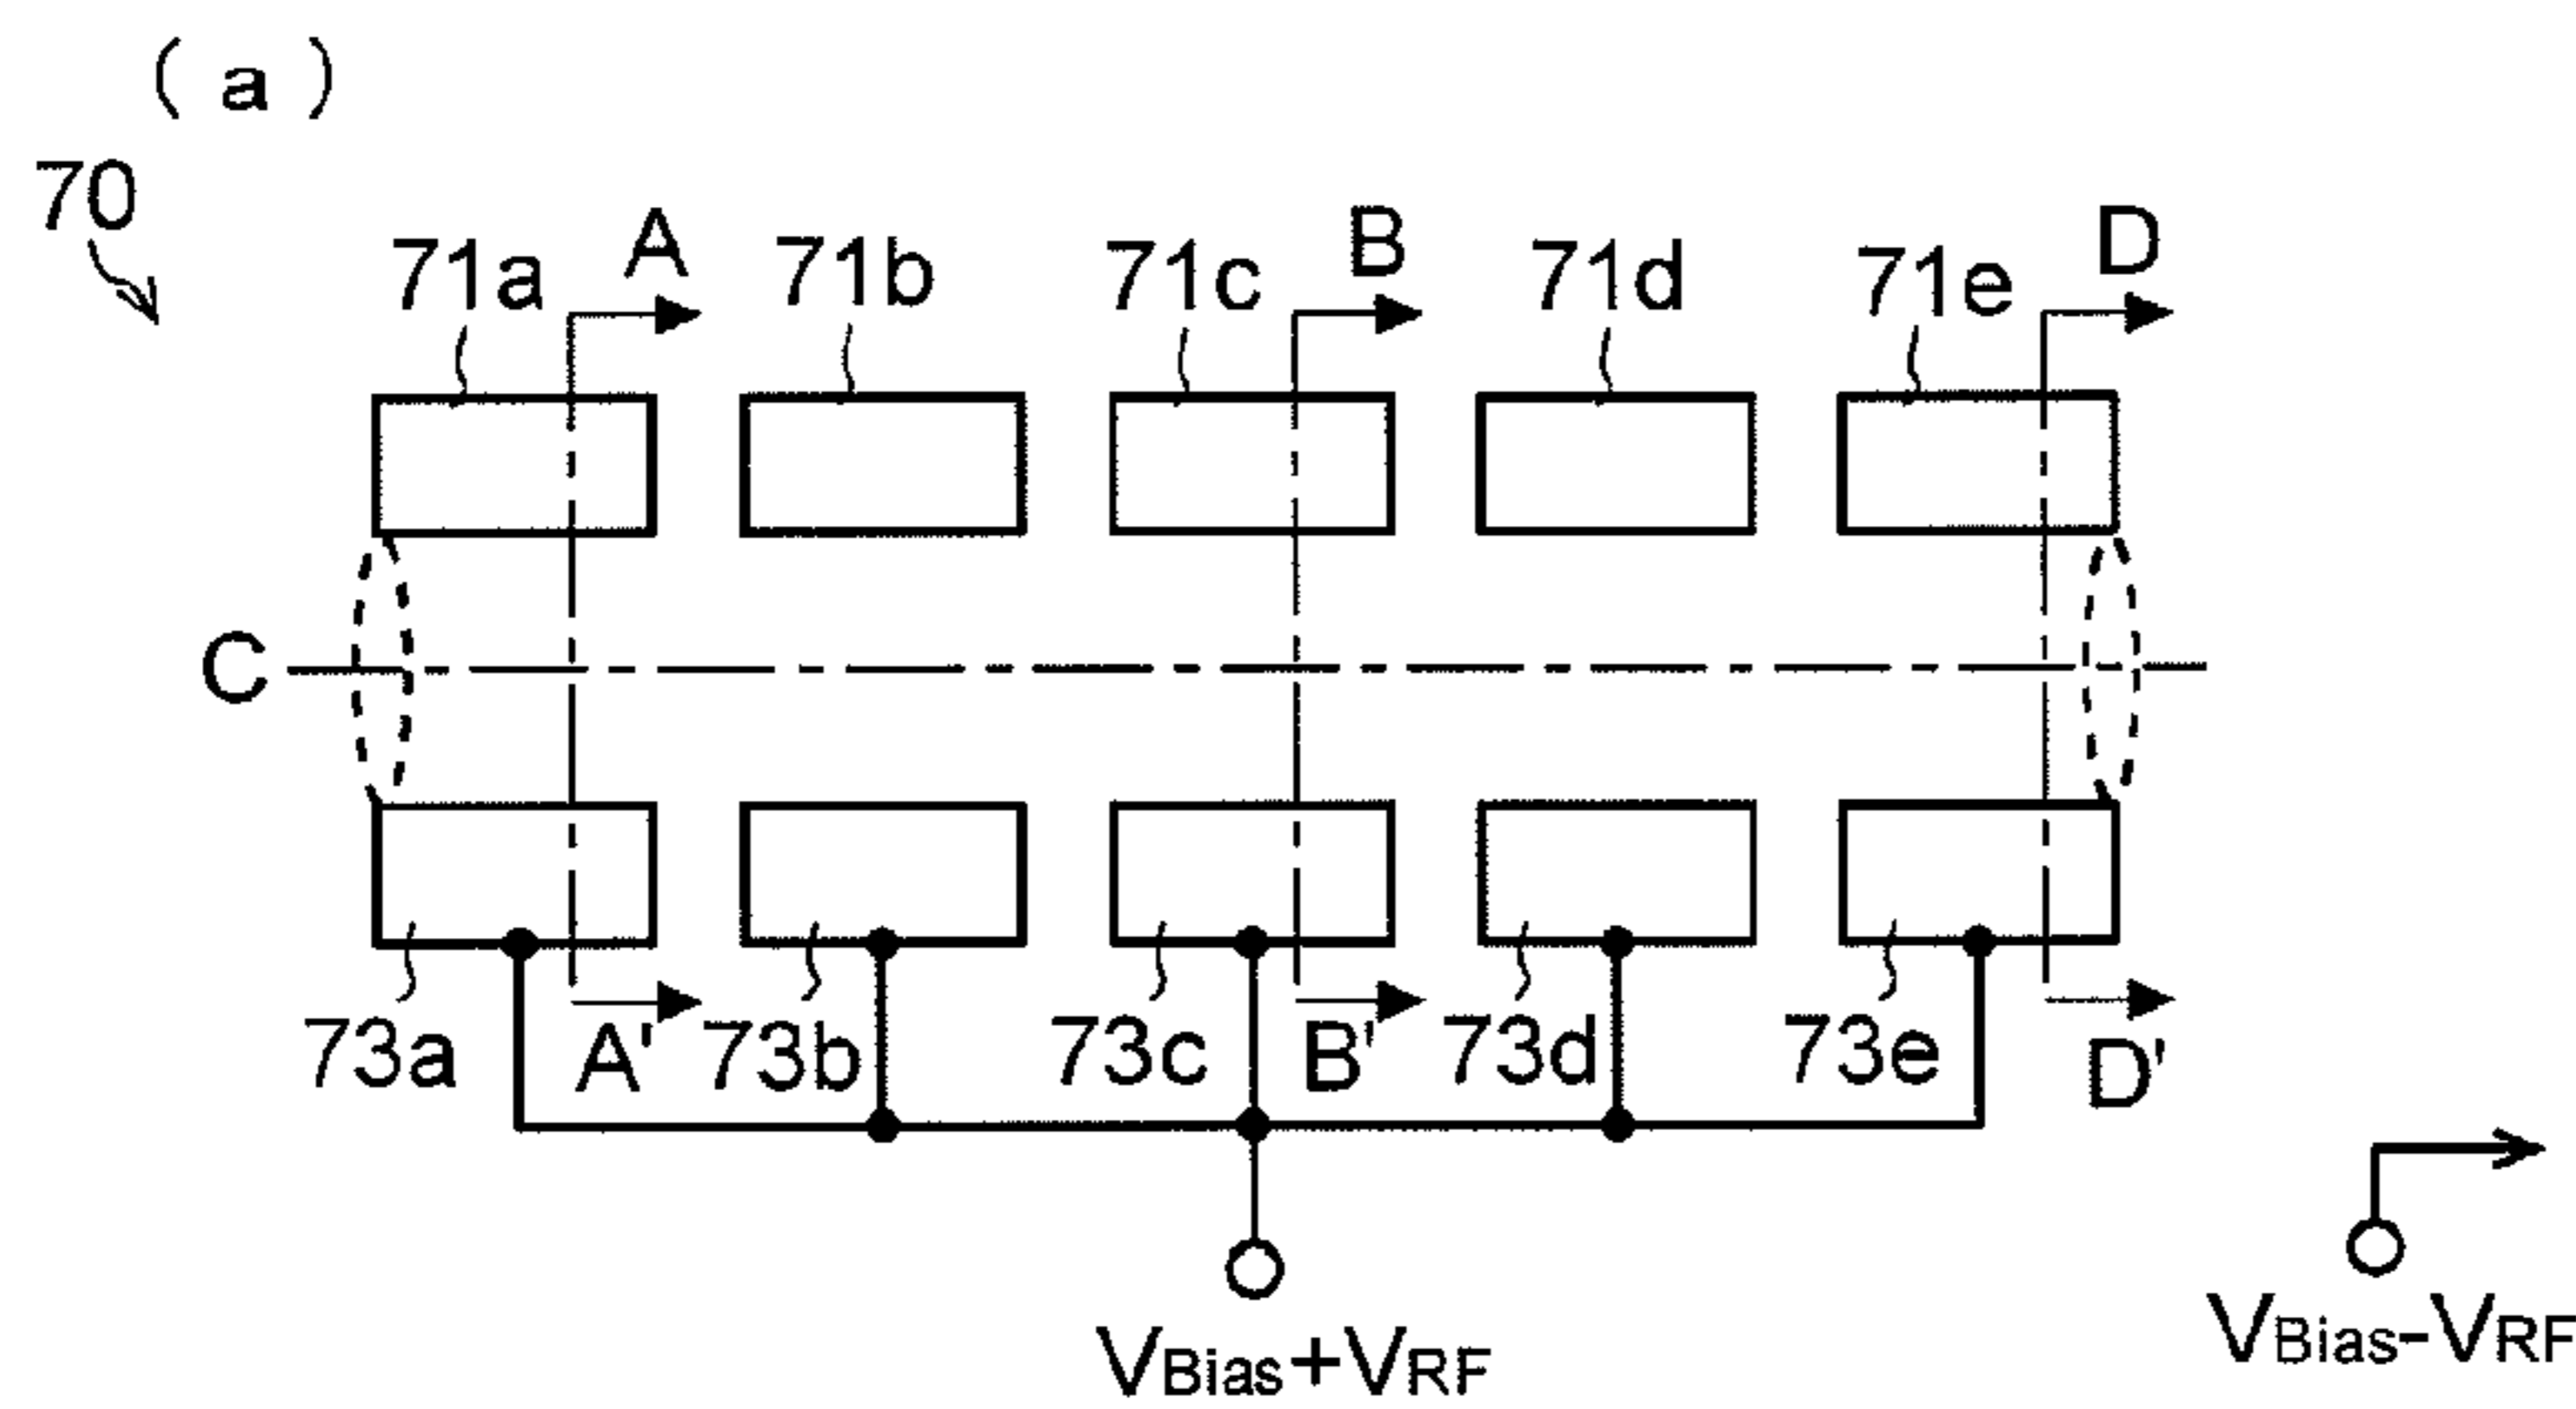 ( a )
70
71a A 71b 71c B 71d 71e D
C
73a A' 73b 73c B' 73d 73e D'
VBias+VRF
VBias-VRF